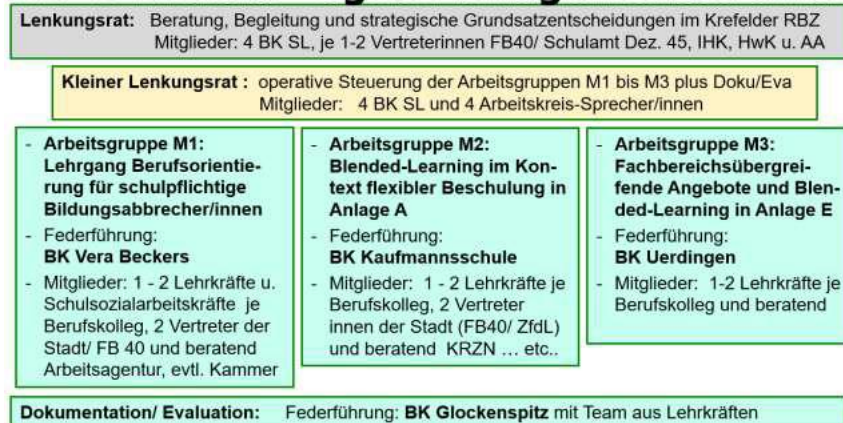 Lenkungsrat: Beratung, Begleitung und strategische Grundsatzentscheidungen im Krefelder RBZ
Mitglieder: 4 BK SL, je 1-2 Vertreterinnen FB40/ Schulamt Dez. 45, IHK, HwK u. AA
Kleiner Lenkungsrat : operative Steuerung der Arbeitsgruppen M1 bis M3 plus Doku/Eva
Mitglieder: 4 BK SL und 4 Arbeitskreis-Sprecher/innen
- Arbeitsgruppe M1:
Lehrgang Berufsorientie-
rung für schulpflichtige
Bildungsabbrecher/innen
- Federführung:
BK Vera Beckers
- Mitglieder: 1 - 2 Lehrkräfte u.
Schulsozialarbeitskräfte je
Berufskolleg, 2 Vertreter der
Stadt/ FB 40 und beratend
Arbeitsagentur, evtl. Kammer
- Arbeitsgruppe M2:
Blended-Learning im Kon-
text flexibler Beschulung in
Anlage A
- Federführung:
BK Kaufmannsschule
- Mitglieder: 1 - 2 Lehrkräfte je
Berufskolleg, 2 Vertreter
innen der Stadt (FB40/ ZfdL)
und beratend KRZN ... etc..
- Arbeitsgruppe M3:
Fachbereichsübergrei-
fende Angebote und Blen-
ded-Learning in Anlage E
- Federführung:
BK Uerdingen
- Mitglieder: 1-2 Lehrkräfte je
Berufskolleg und beratend
Dokumentation/ Evaluation: Federführung: BK Glockenspitz mit Team aus Lehrkräften